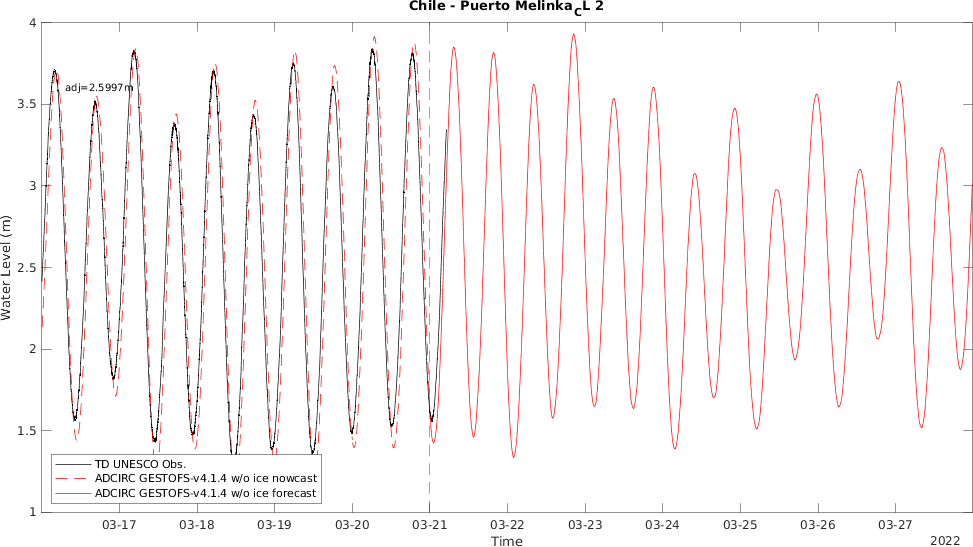 Chile - Puerto Melinka_CL 2
4
3.5
3
2.5
2
1.5
1
Water Level (m)
adj=2.5997m
TD UNESCO Obs.
ADCIRC GESTOFS-v4.1.4 w/o ice nowcast
ADCIRC GESTOFS-v4.1.4 w/o ice forecast
03-17 03-18 03-19 03-20 03-21 03-22 03-23 03-24 03-25 03-26 03-27
Time
2022